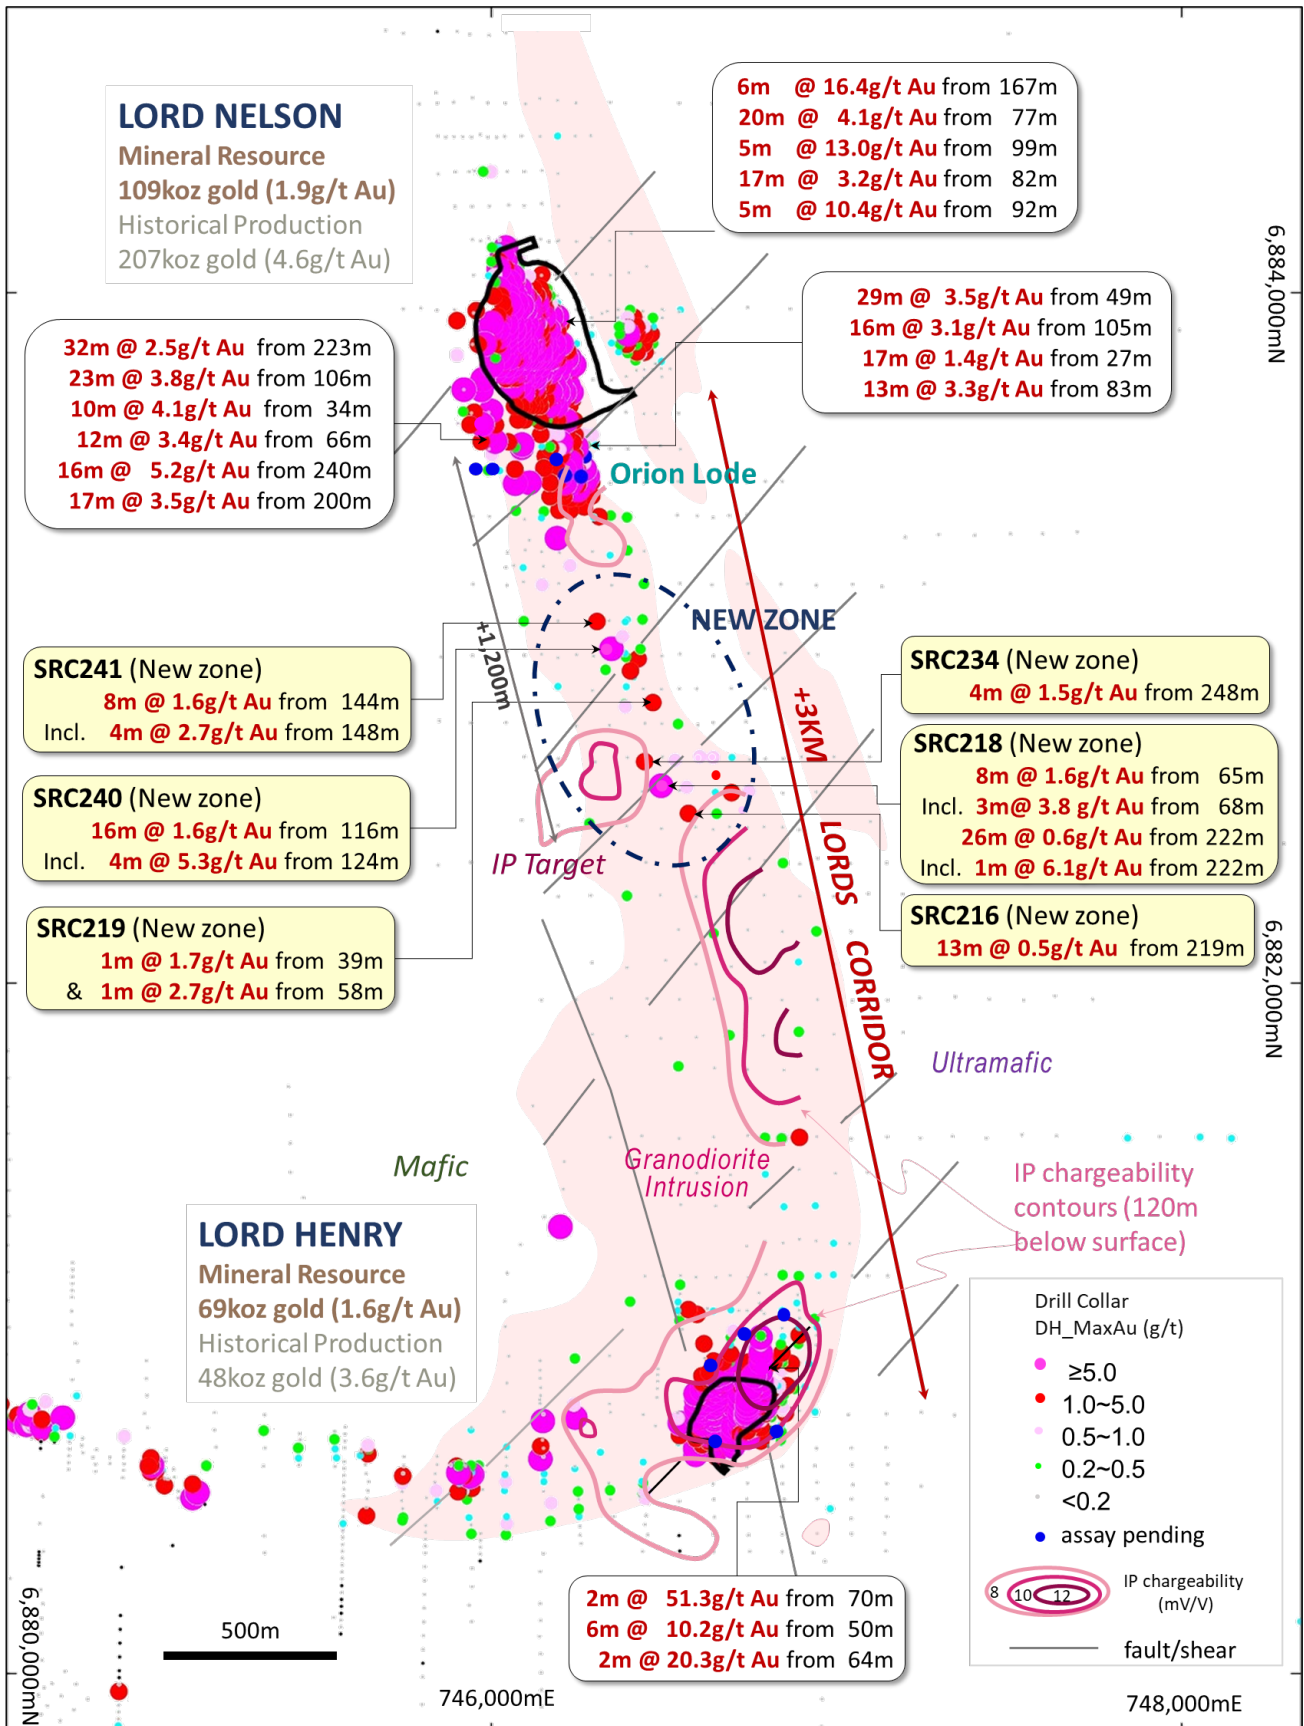 LORD NELSON
Mineral Resource
109koz gold (1.9g/t Au)
Historical Production
207koz gold (4.6g/t Au)
6m @ 16.4g/t Au from 167m
20m @ 4.1g/t Au from 77m
5m @ 13.0g/t Au from 99m
17m @ 3.2g/t Au from 82m
5m @ 10.4g/t Au from 92m
6,884,000mN
29m @ 3.5g/t Au from 49m
16m @ 3.1g/t Au from 105m
17m @ 1.4g/t Au from 27m
13m @ 3.3g/t Au from 83m
32m @ 2.5g/t Au from 223m
23m @ 3.8g/t Au from 106m
10m @ 4.1g/t Au from 34m
12m @ 3.4g/t Au from 66m
16m @ 5.2g/t Au from 240m
17m @ 3.5g/t Au from 200m
Orion Lode
NEW ZONE
+1,200m
+3KM LORDS CORRIDOR
SRC241 (New zone)
8m @ 1.6g/t Au from 144m
Incl. 4m @ 2.7g/t Au from 148m
SRC240 (New zone)
16m @ 1.6g/t Au from 116m
Incl. 4m @ 5.3g/t Au from 124m
SRC219 (New zone)
1m @ 1.7g/t Au from 39m
& 1m @ 2.7g/t Au from 58m
SRC234 (New zone)
4m @ 1.5g/t Au from 248m
SRC218 (New zone)
8m @ 1.6g/t Au from 65m
Incl. 3m@ 3.8 g/t Au from 68m
26m @ 0.6g/t Au from 222m
Incl. 1m @ 6.1g/t Au from 222m
SRC216 (New zone)
13m @ 0.5g/t Au from 219m
IP Target
6,882,000mN
Ultramafic
Mafic
Granodiorite
Intrusion
IP chargeability
contours (120m
below surface)
LORD HENRY
Mineral Resource
69koz gold (1.6g/t Au)
Historical Production
48koz gold (3.6g/t Au)
Drill Collar
DH_MaxAu (g/t)
≥5.0
1.0~5.0
0.5~1.0
0.2~0.5
<0.2
assay pending
8 10 12
IP chargeability
(mV/V)
fault/shear
2m @ 51.3g/t Au from 70m
6m @ 10.2g/t Au from 50m
2m @ 20.3g/t Au from 64m
500m
6,880,000mN
746,000mE
748,000mE